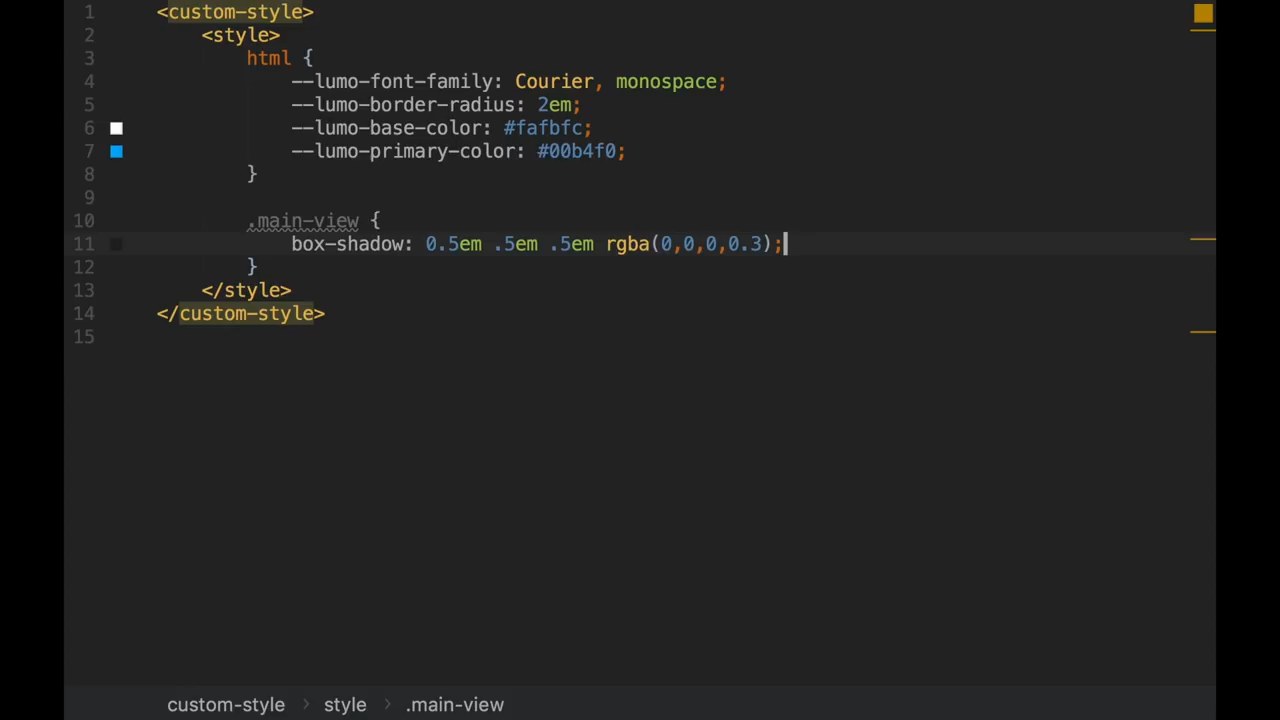 1 <custom-style>
2 <style>
3 html {
4 --lumo-font-family: Courier, monospace;
5 --lumo-border-radius: 2em;
6 --lumo-base-color: #fafbfc;
7 --lumo-primary-color: #00b4f0;
8 }
9
10 .main-view {
11 box-shadow: 0.5em .5em .5em rgba(0,0,0,0.3);
12 }
13 </style>
14 </custom-style>
15
custom-style > style > .main-view